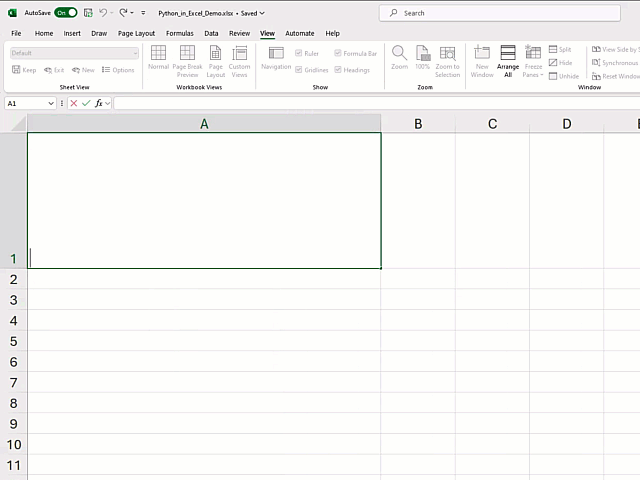 AutoSave On Python_in_Excel_Demo.xlsx • Saved Search
File Home Insert Draw Page Layout Formulas Data Review View Automate Help
Default
Keep Exit New Options
Sheet View
Normal Page Break Preview Page Layout Custom Views
Workbook Views
Navigation Ruler Formula Bar
Gridlines Headings
Show
Zoom 100% Zoom to Selection
Zoom
New Window Arrange All Freeze Panes
Split
Hide
Unhide
View Side by S
Synchronous
Reset Window
Window
A1 fx
A B C D E
1
2
3
4
5
6
7
8
9
10
11